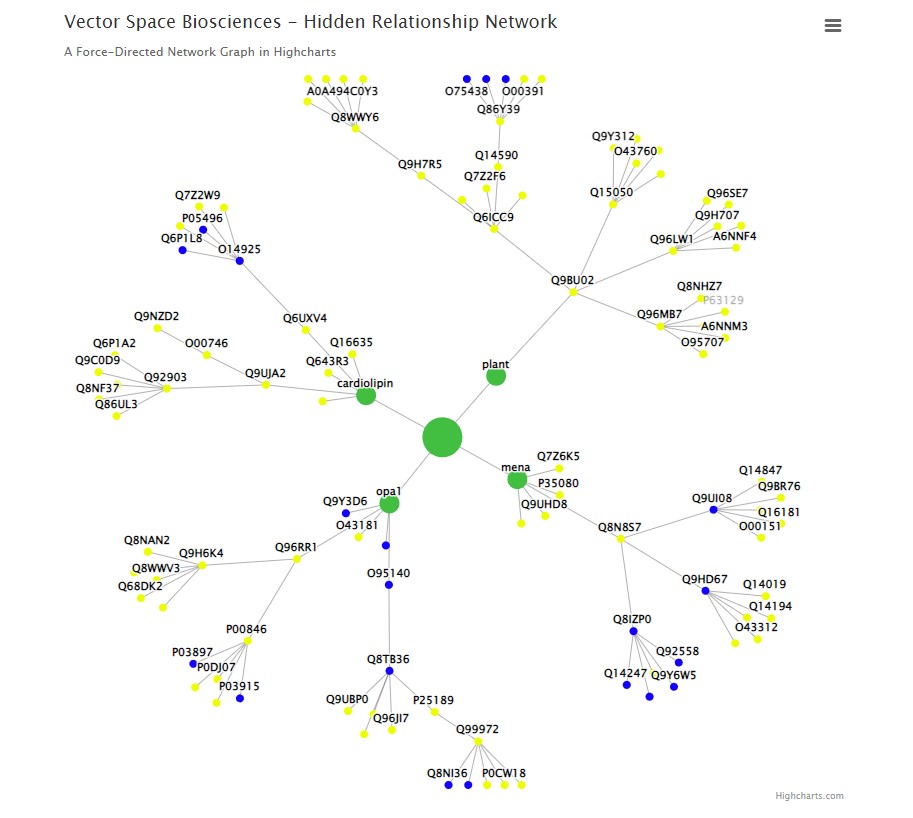 Vector Space Biosciences - Hidden Relationship Network
A Force-Directed Network Graph in Highcharts
A0A494C0Y3
O75438
O00391
Q86Y39
Q8WWY6
Q9Y312
O43760
Q14590
Q9H7R5
Q7Z2F6
Q15050
Q7Z2W9
Q96SE7
P05496
Q6ICC9
Q9H707
Q6P1L8
Q96LW1
A6NNF4
O14925
Q9BU02
Q8NHZ7
P63129
Q9NZD2
Q6UXV4
Q96MB7
A6NNM3
Q6P1A2
O00746
Q16635
O95707
Q9C0D9
Q643R3
plant
Q92903
Q9UJA2
cardiolipin
Q8NF37
Q86UL3
Q7Z6K5
mena
Q14847
P35080
Q9BR76
opa1
Q9Y3D6
Q9UHD8
Q9UI08
Q16181
O43181
Q8N8S7
O00151
Q8NAN2
Q9H6K4
Q96RR1
Q8WWV3
O95140
Q9HD67
Q68DK2
Q14019
Q14194
Q8IZP0
P00846
O43312
P03897
Q92558
P0DJ07
Q8TB36
Q14247
Q9Y6W5
P03915
Q9UBP0
P25189
Q96JI7
Q99972
Q8NI36
P0CW18
Highcharts.com